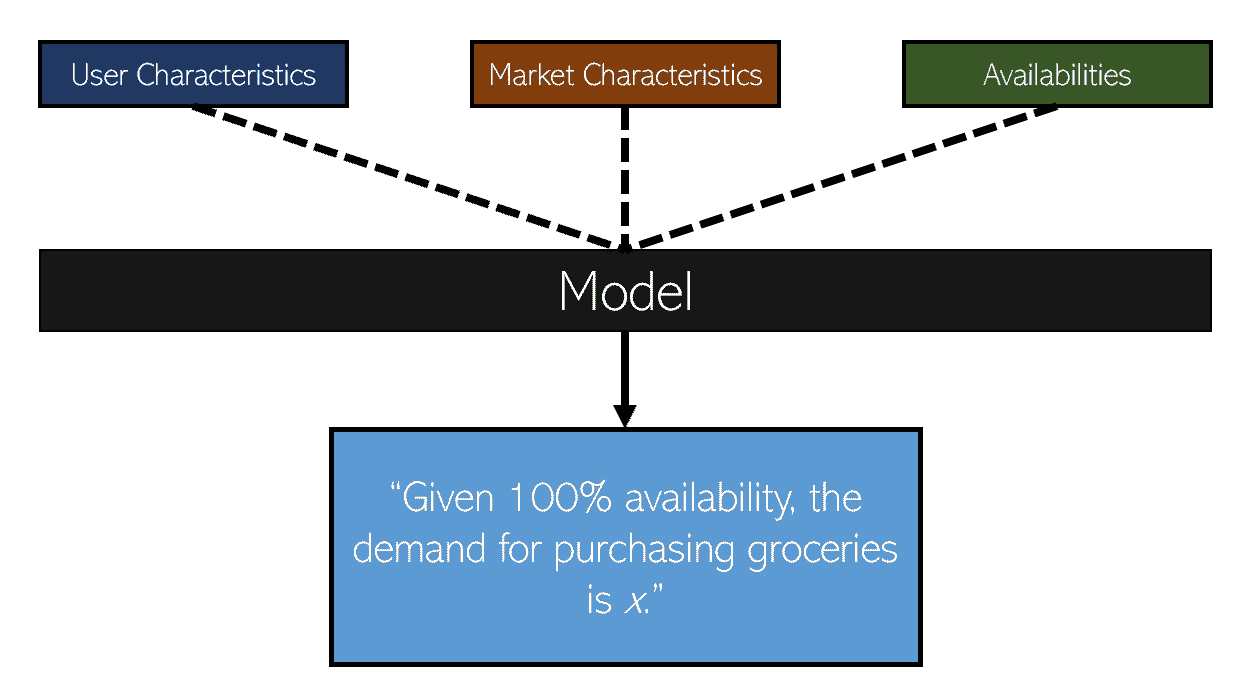 User Characteristics
Market Characteristics
Availabilities
Model
“Given 100% availability, the
demand for purchasing groceries
is x.”